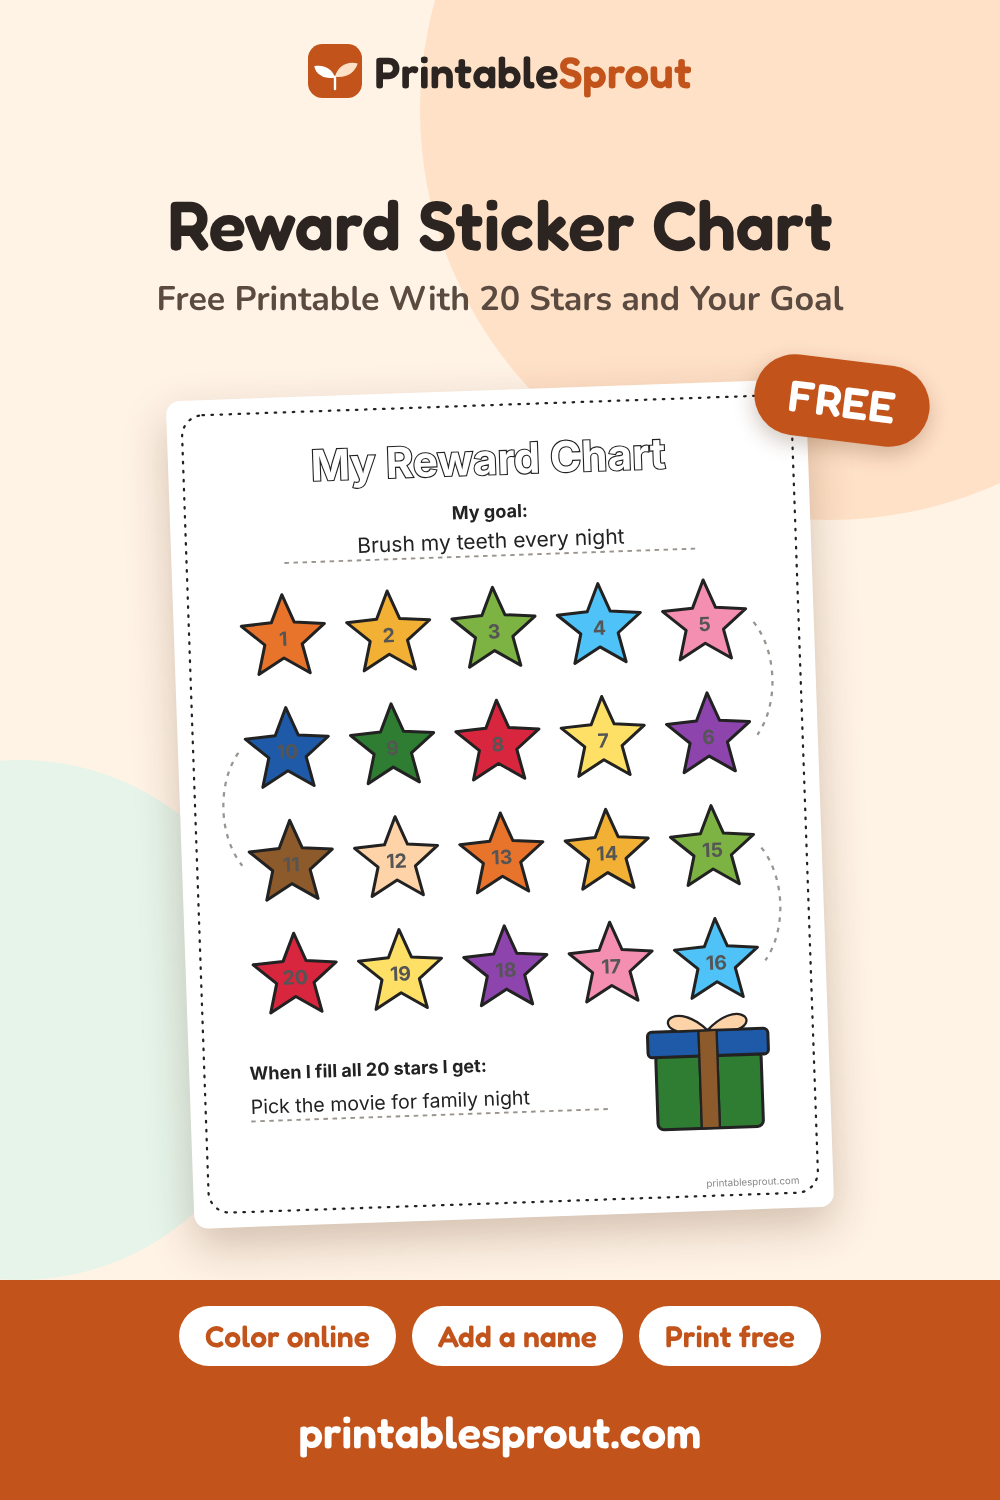 PrintableSprout
Reward Sticker Chart
Free Printable With 20 Stars and Your Goal
FREE
My Reward Chart
My goal:
Brush my teeth every night
1 2 3 4 5
10 9 8 7 6
11 12 13 14 15
20 19 18 17 16
When I fill all 20 stars I get:
Pick the movie for family night
printablesprout.com
Color online Add a name Print free
printablesprout.com